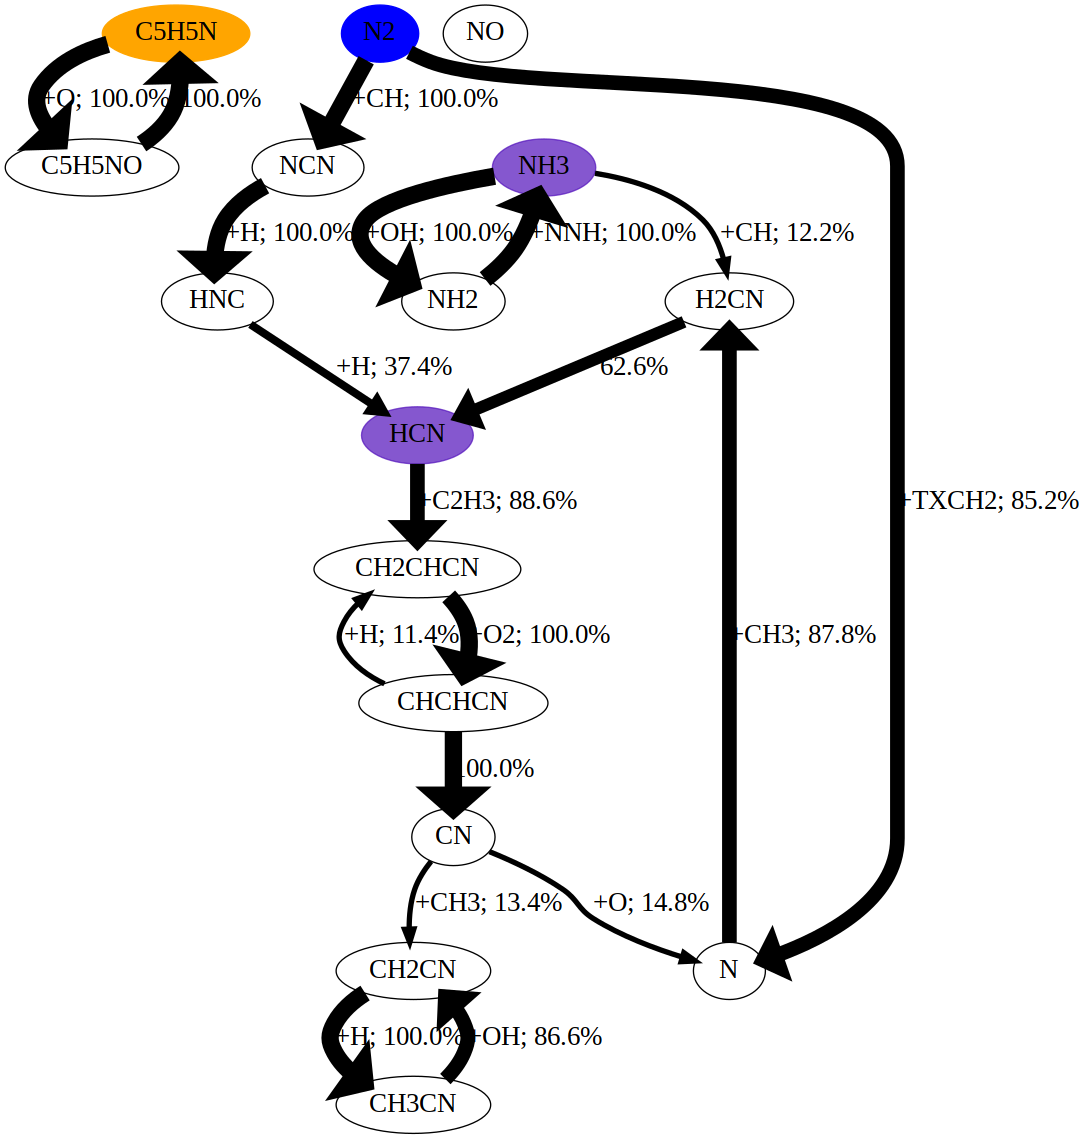 C5H5N N2 NO
+O; 100.0% 100.0% +CH; 100.0%
C5H5NO NCN NH3
+H; 100.0% +OH; 100.0% +NNH; 100.0% +CH; 12.2%
HNC NH2 H2CN
+H; 37.4% 62.6%
HCN
+C2H3; 88.6% +TXCH2; 85.2%
CH2CHCN
+H; 11.4% +O2; 100.0% +CH3; 87.8%
CHCHCN
100.0%
CN
+CH3; 13.4% +O; 14.8%
CH2CN N
+H; 100.0% +OH; 86.6%
CH3CN